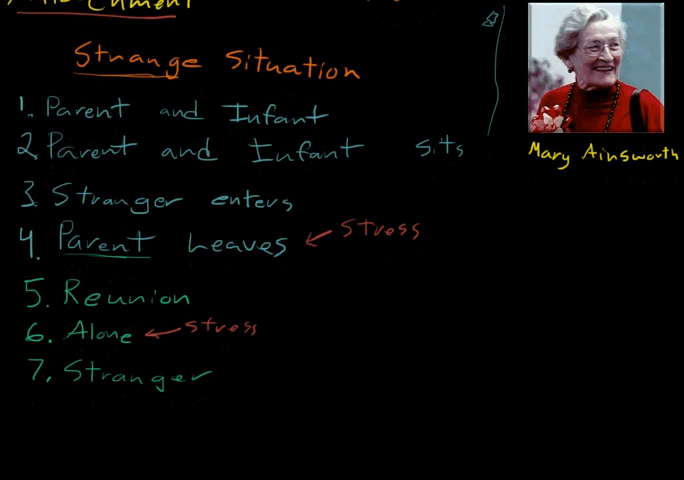 Strange Situation
1. Parent and Infant
2. Parent and Infant sits
3. Stranger enters
4. Parent Leaves ← Stress
5. Reunion
6. Alone ← Stress
7. Stranger
Mary Ainsworth